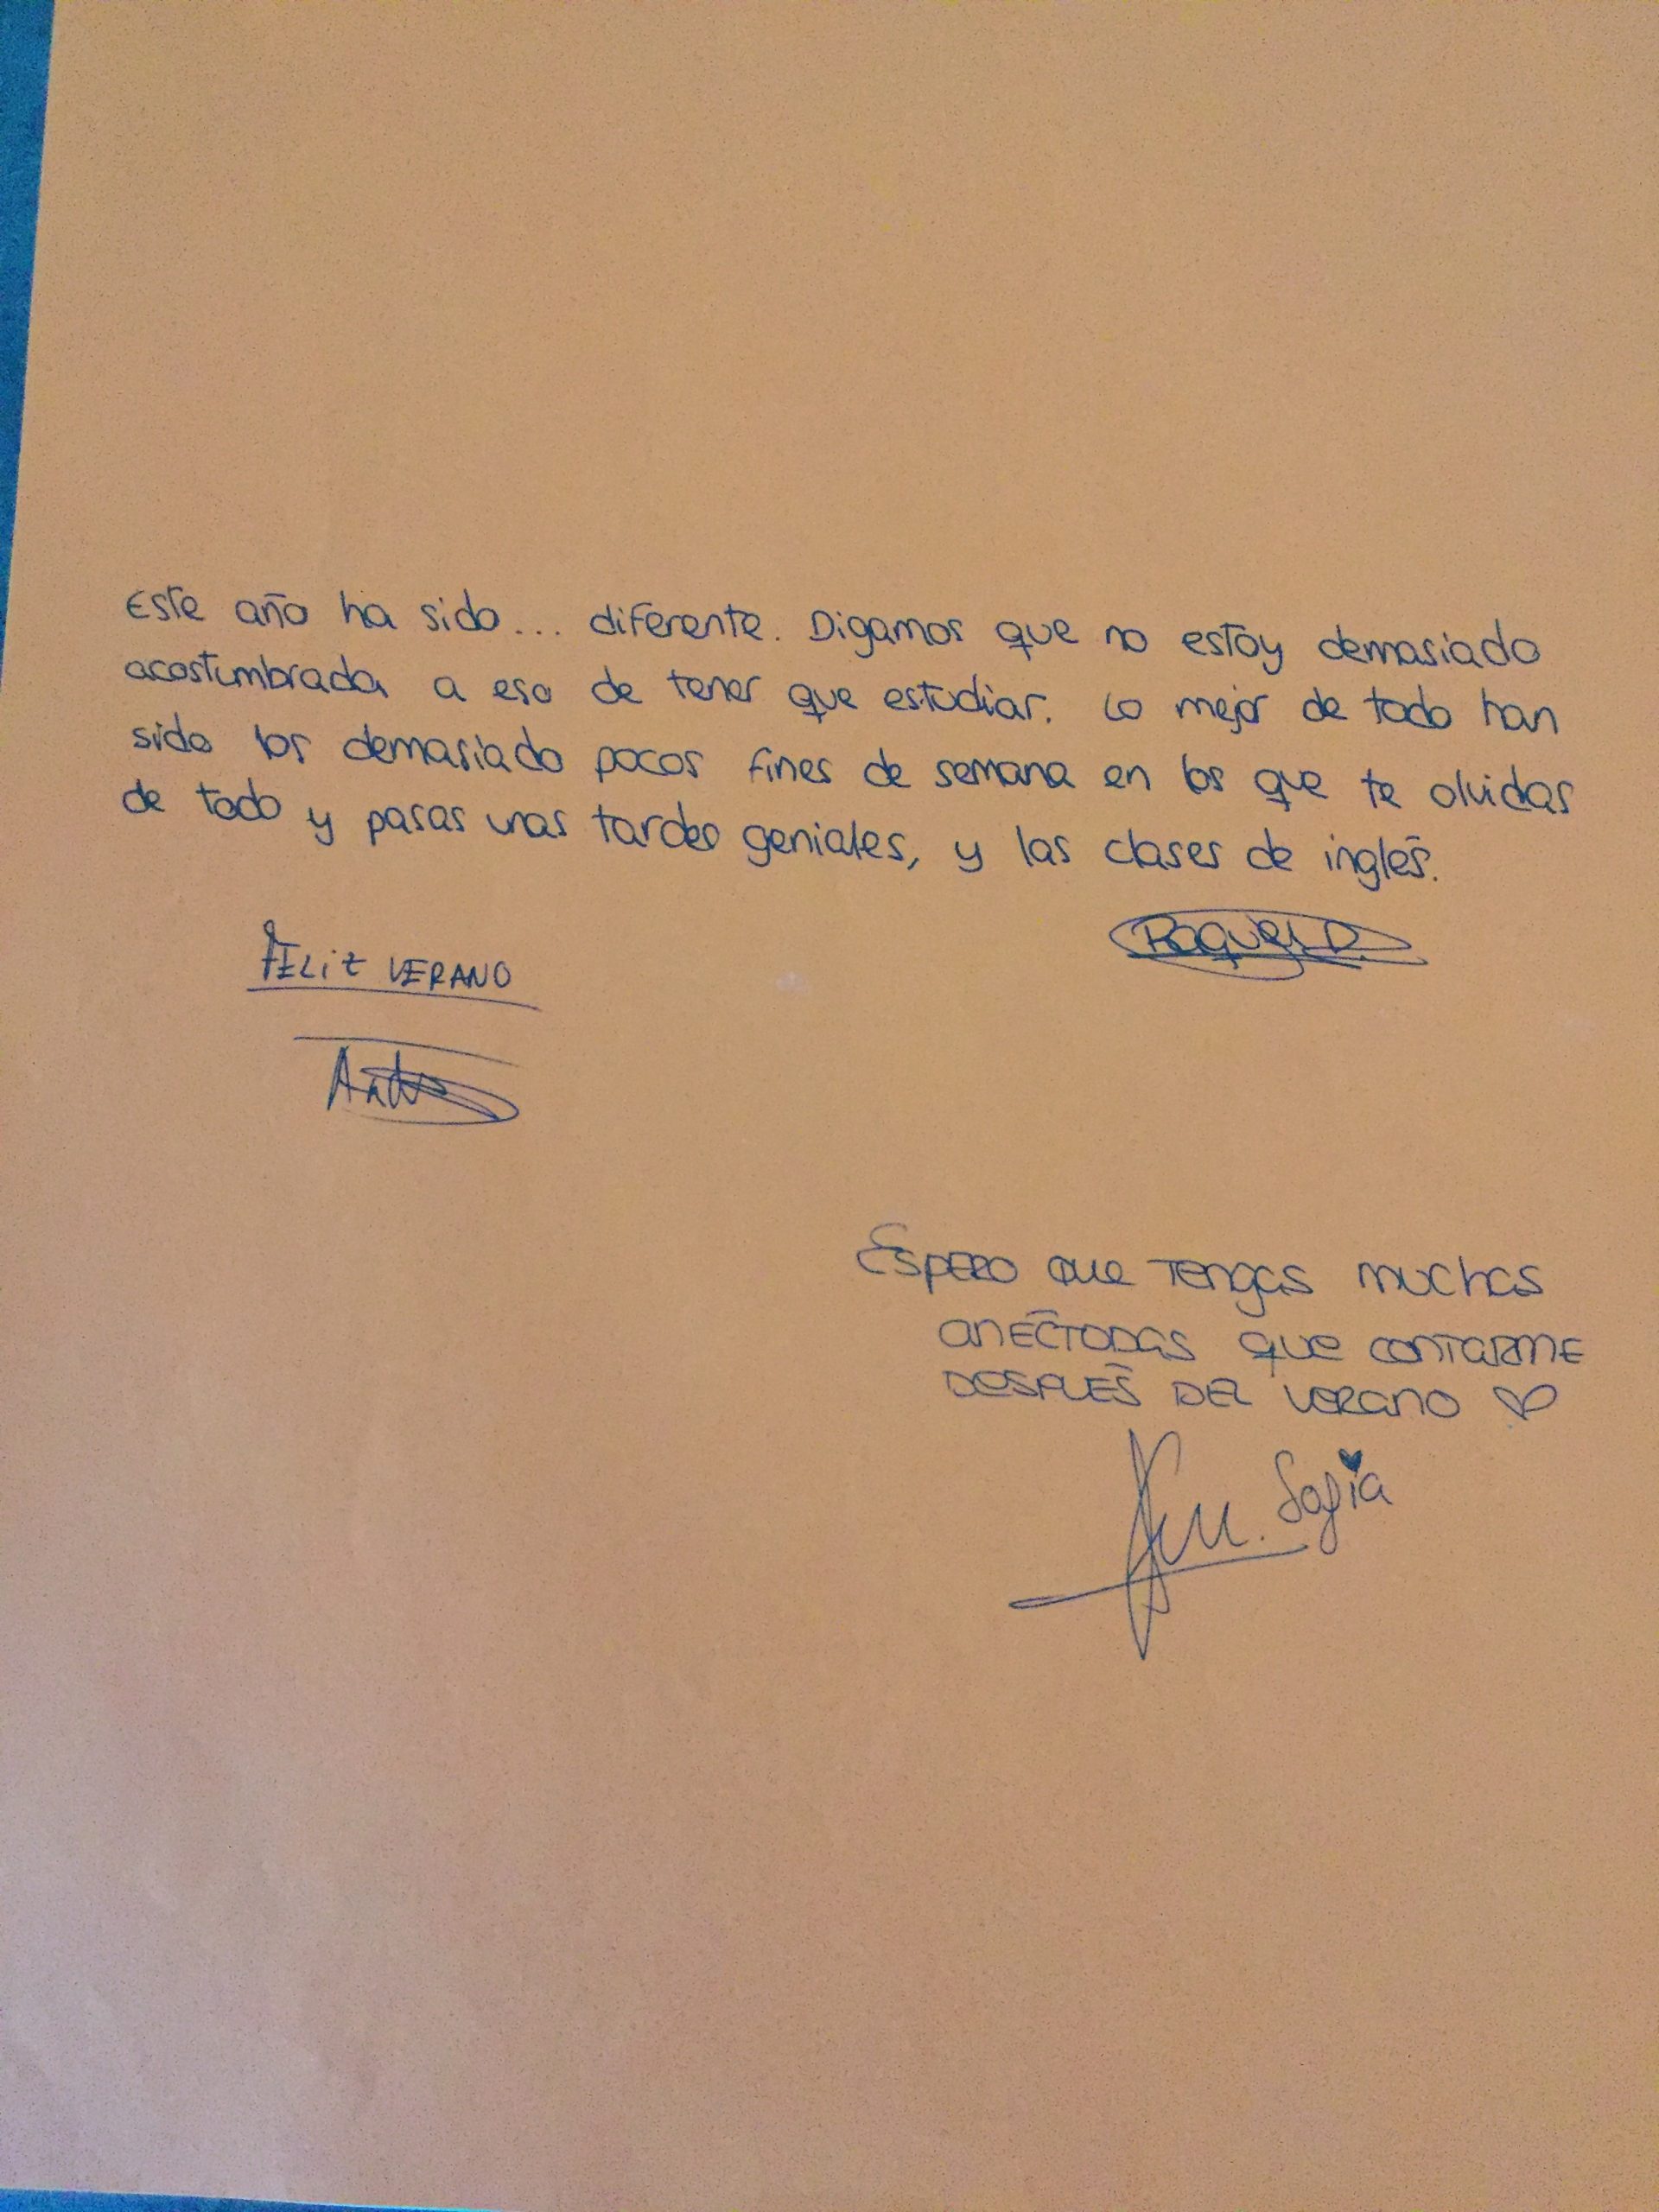 Este año ha sido... diferente. Digamos que no estoy demasiado
acostumbrada a eso de tener que estudiar. Lo mejor de todo han
sido los demasiado pocos fines de semana en los que te olvidas
de todo y pasas unas tardes geniales, y las clases de inglés.
Raquel D.
FELIZ VERANO
ESPERO QUE TENGAS MUCHAS
ANÉCTODAS QUE CONTARME
DESPUÉS DEL VERANO ♡
Sofia